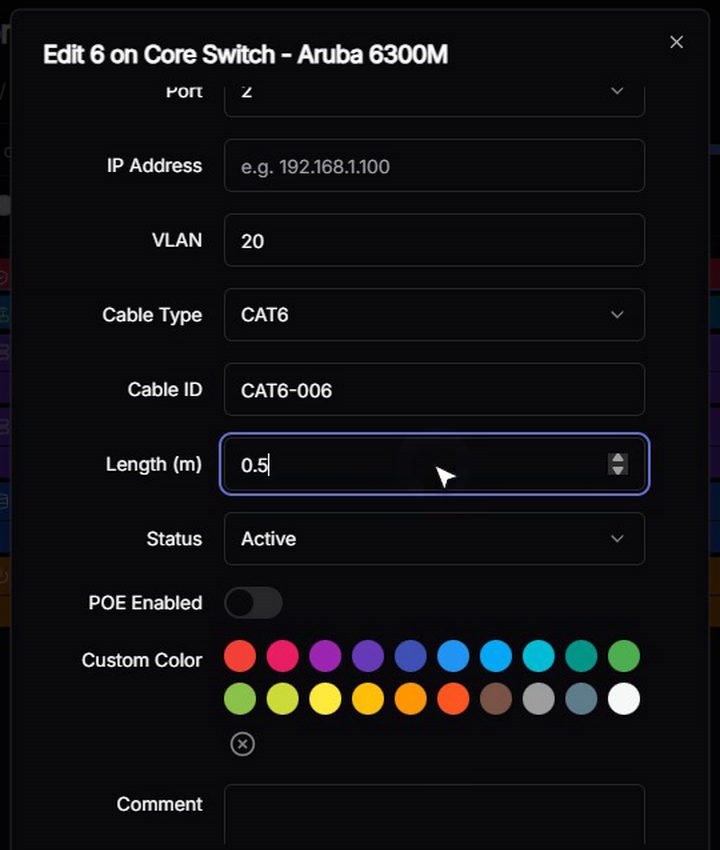 Edit 6 on Core Switch - Aruba 6300M
Port 2
IP Address e.g. 192.168.1.100
VLAN 20
Cable Type CAT6
Cable ID CAT6-006
Length (m) 0.5
Status Active
POE Enabled
Custom Color
Comment